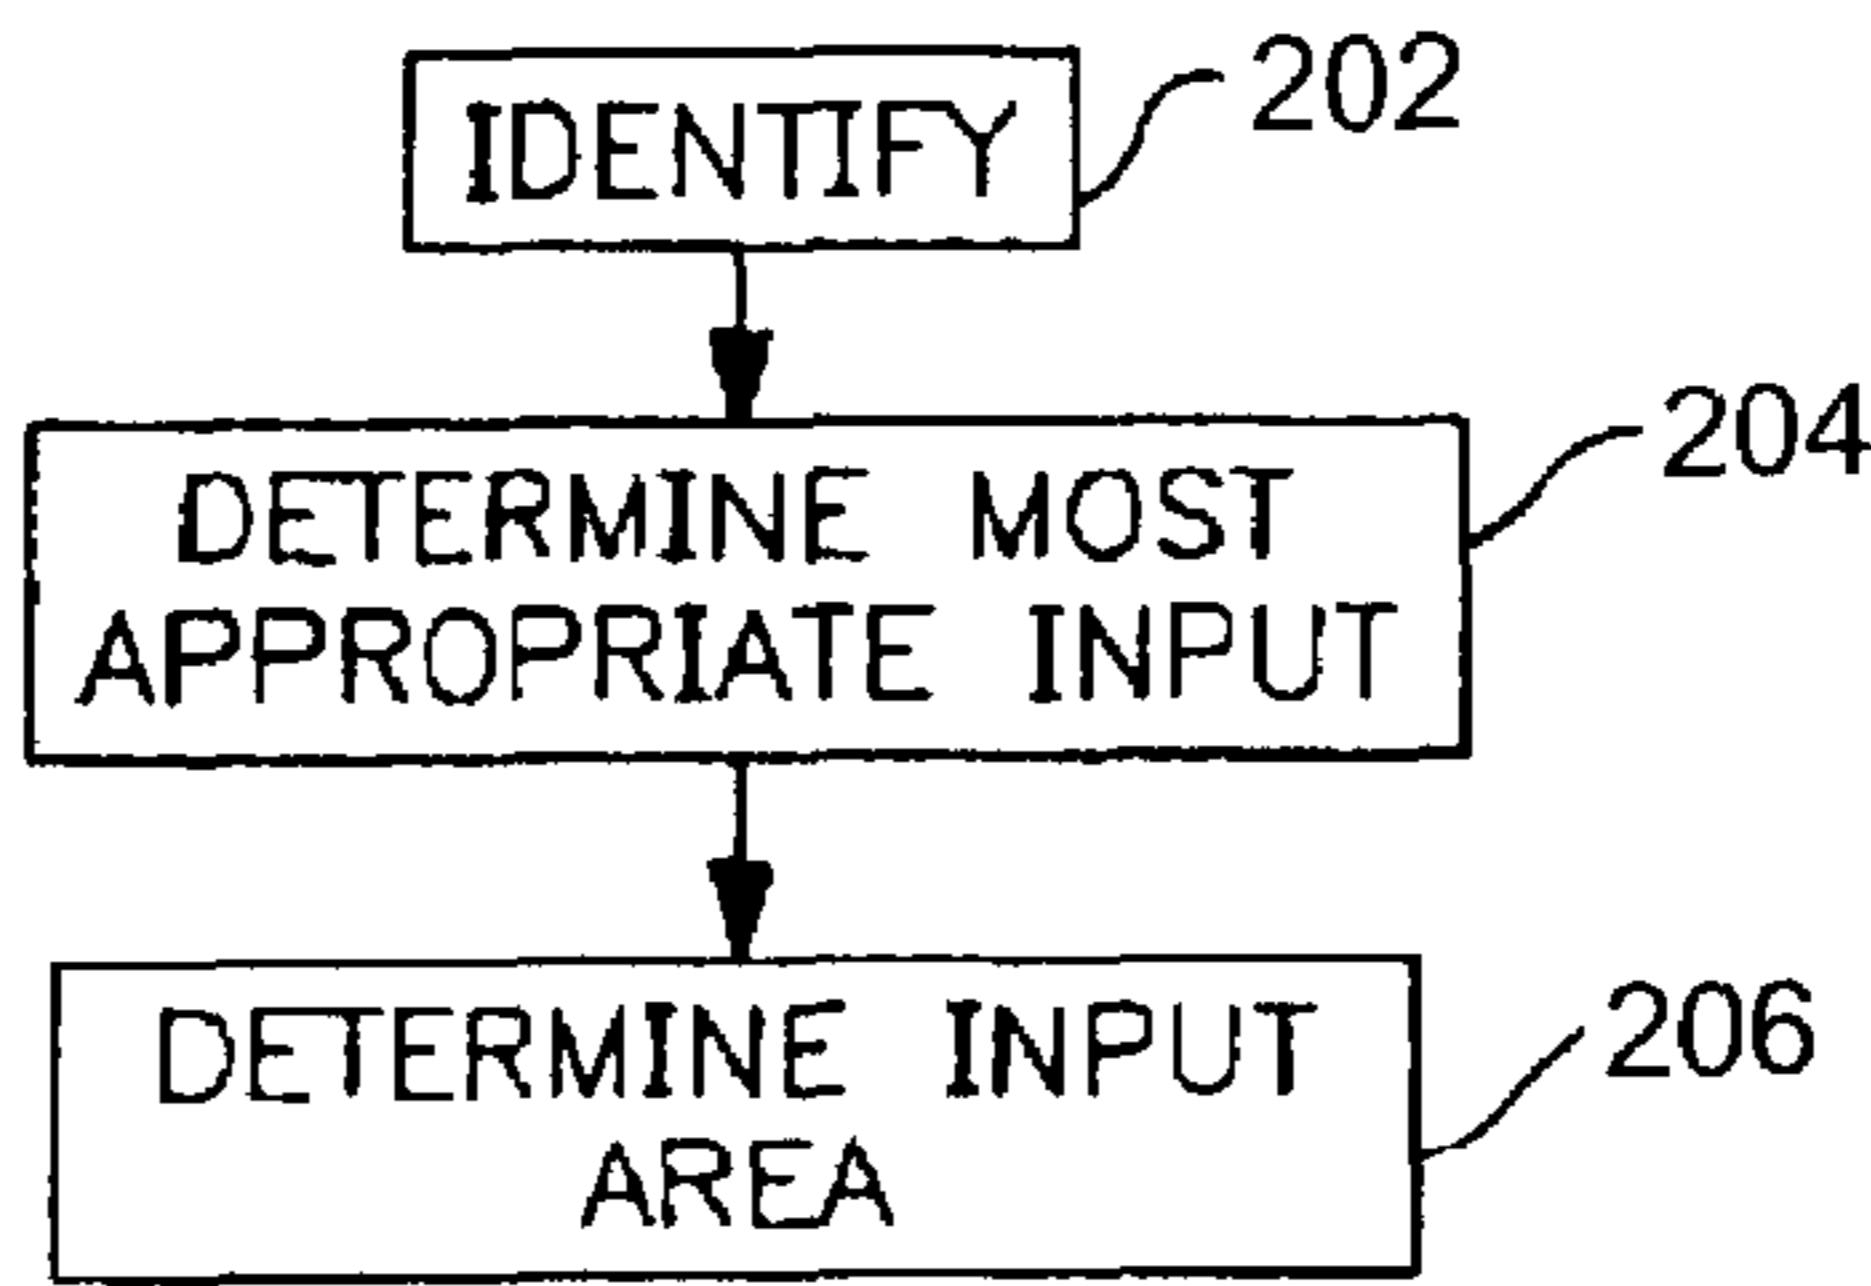 IDENTIFY
202
DETERMINE MOST
APPROPRIATE INPUT
204
DETERMINE INPUT
AREA
206